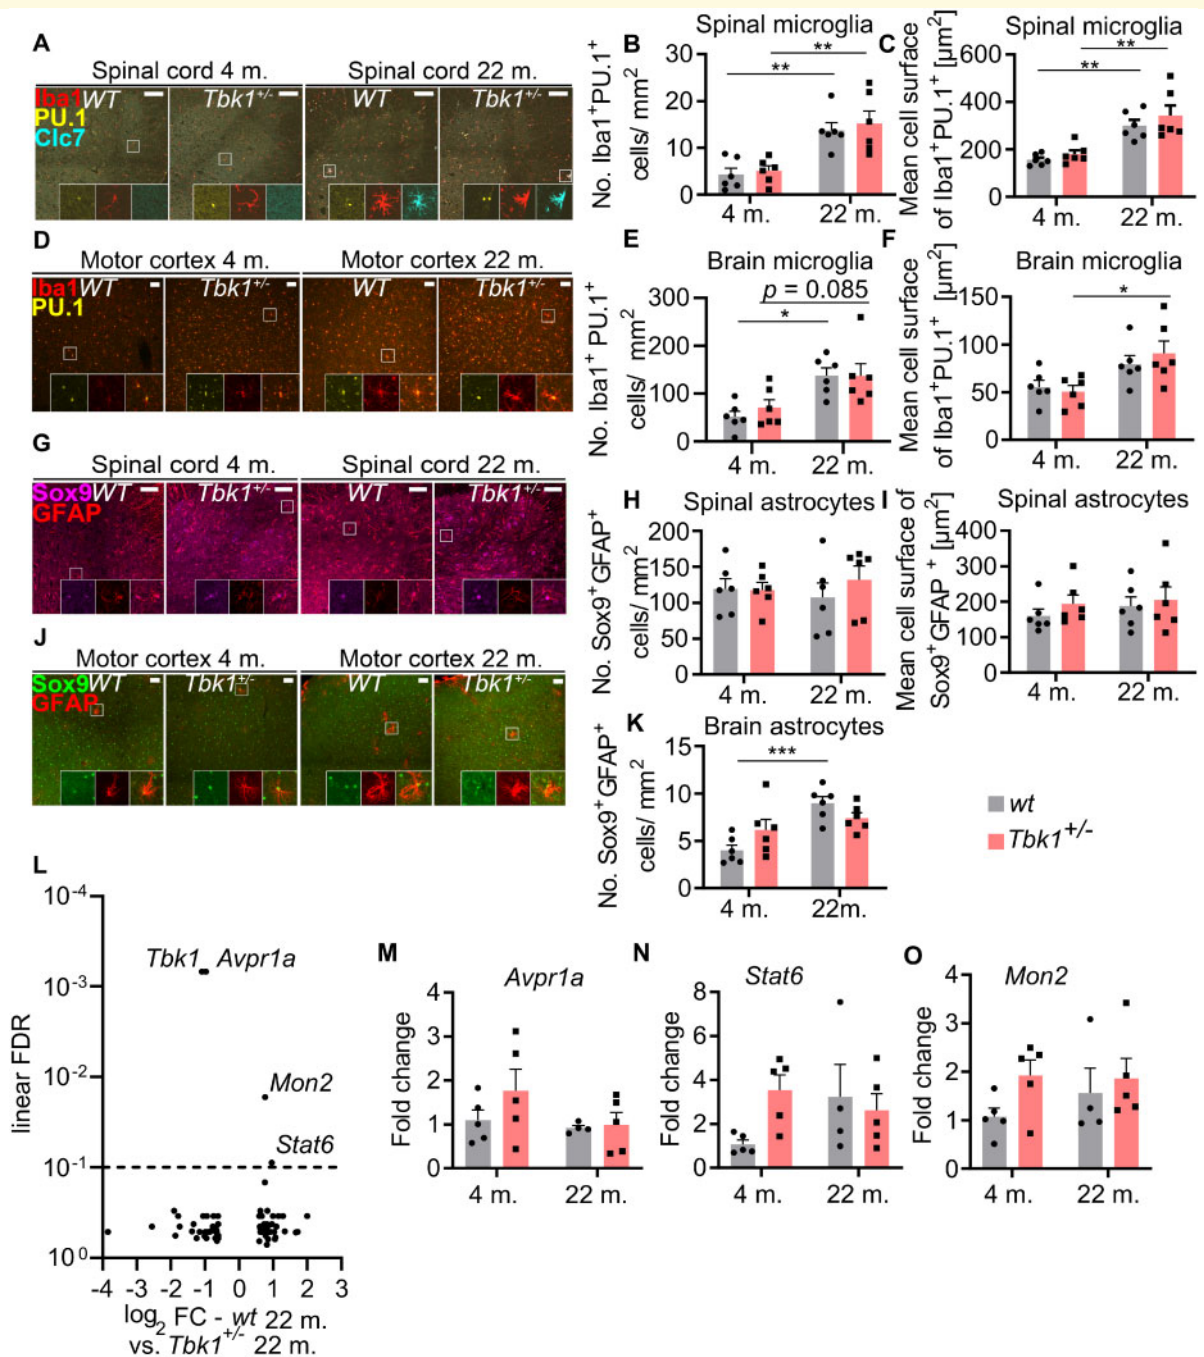 A
Spinal cord 4 m.
Spinal cord 22 m.
Iba1
PU.1
Clc7
WT
Tbk1+/-
WT
Tbk1+/-
B
Spinal microglia
No. Iba1+PU.1+
cells/ mm2
30
20
10
0
**
**
4 m.
22 m.
C
Spinal microglia
Mean cell surface
of Iba1+PU.1+ [µm2]
600
400
200
0
**
**
4 m.
22 m.
D
Motor cortex 4 m.
Motor cortex 22 m.
Iba1
PU.1
WT
Tbk1+/-
WT
Tbk1+/-
E
Brain microglia
No. Iba1+ PU.1+
cells/ mm2
300
200
100
0
p = 0.085
*
4 m.
22 m.
F
Brain microglia
Mean cell surface
of Iba1+PU.1+ [µm2]
150
100
50
0
*
4 m.
22 m.
G
Spinal cord 4 m.
Spinal cord 22 m.
Sox9
GFAP
WT
Tbk1+/-
WT
Tbk1+/-
H
Spinal astrocytes
No. Sox9+GFAP+
cells/ mm2
200
150
100
50
0
4 m.
22 m.
I
Spinal astrocytes
Mean cell surface of
Sox9+GFAP + [µm2]
400
300
200
100
0
4 m.
22 m.
J
Motor cortex 4 m.
Motor cortex 22 m.
Sox9
GFAP
WT
Tbk1+/-
WT
Tbk1+/-
K
Brain astrocytes
No. Sox9+GFAP+
cells/ mm2
15
10
5
0
***
4 m.
22m.
wt
Tbk1+/-
L
linear FDR
10-4
10-3
10-2
10-1
100
Tbk1
Avpr1a
Mon2
Stat6
-4 -3 -2 -1 0 1 2 3
log2 FC - wt 22 m.
vs. Tbk1+/- 22 m.
M
Avpr1a
Fold change
4
3
2
1
0
4 m.
22 m.
N
Stat6
Fold change
8
6
4
2
0
4 m.
22 m.
O
Mon2
Fold change
4
3
2
1
0
4 m.
22 m.